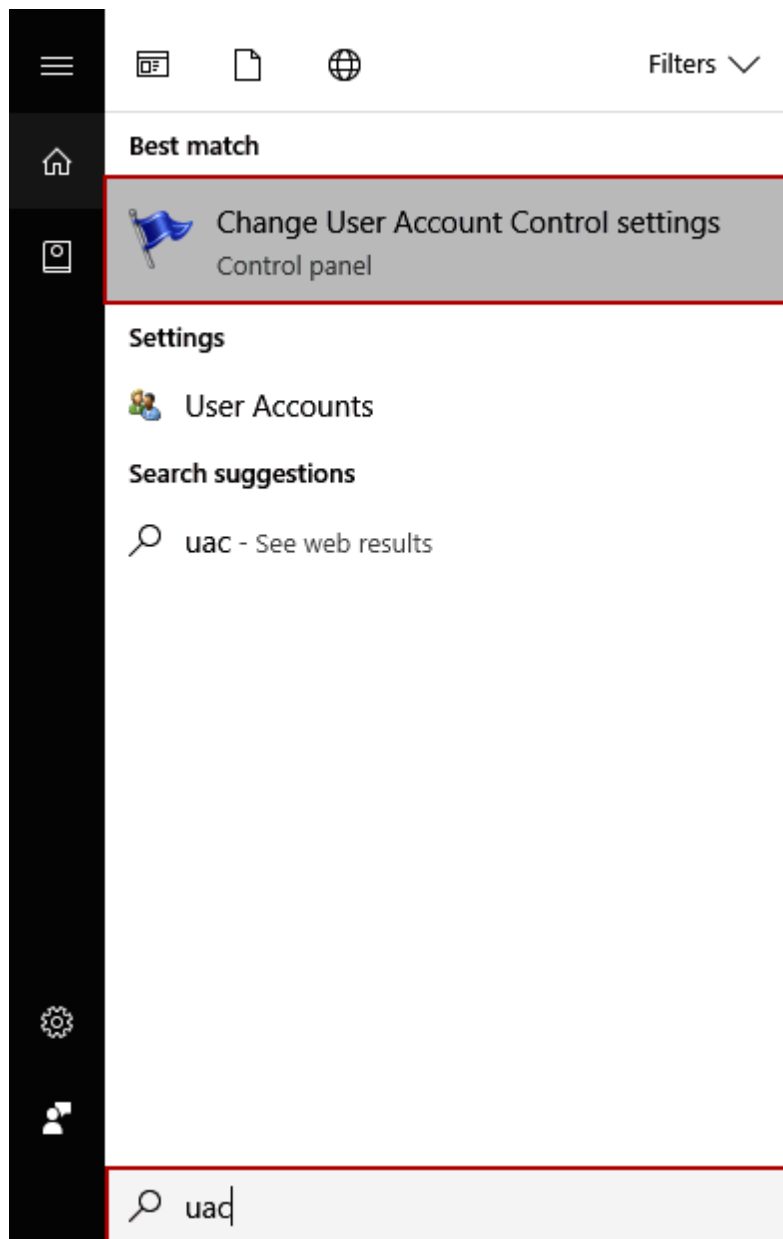 Filters
Best match
Change User Account Control settings
Control panel
Settings
User Accounts
Search suggestions
uac - See web results
uac